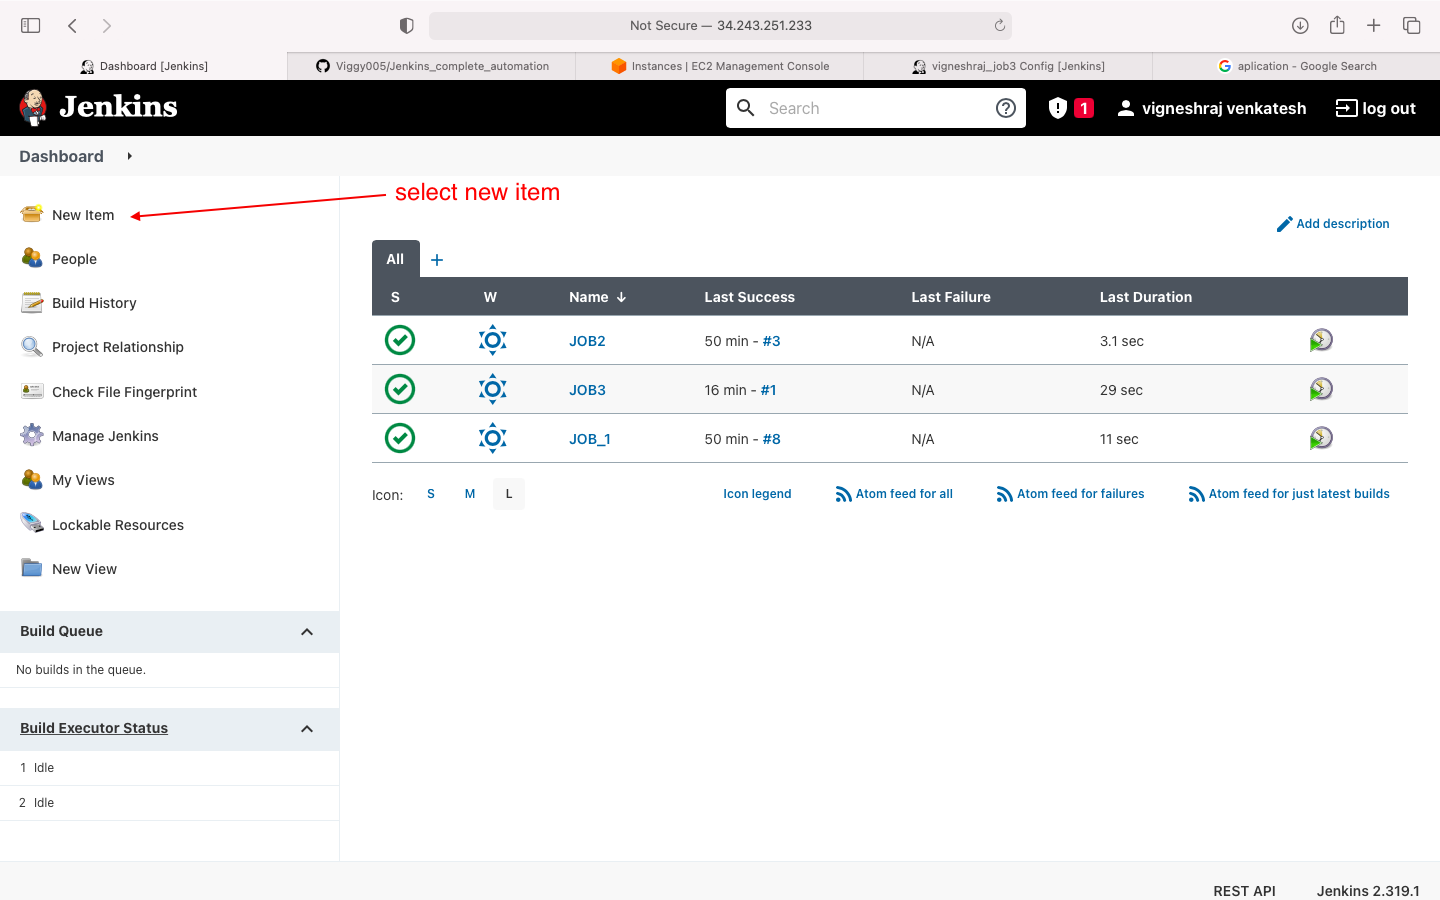 Not Secure — 34.243.251.233
Dashboard [Jenkins]
Viggy005/Jenkins_complete_automation
Instances | EC2 Management Console
vigneshraj_job3 Config [Jenkins]
aplication - Google Search
Jenkins
Search
1
vigneshraj venkatesh
log out
Dashboard
select new item
New Item
People
Build History
Project Relationship
Check File Fingerprint
Manage Jenkins
My Views
Lockable Resources
New View
Build Queue
No builds in the queue.
Build Executor Status
1 Idle
2 Idle
Add description
All +
S W Name ↓ Last Success Last Failure Last Duration
JOB2 50 min - #3 N/A 3.1 sec
JOB3 16 min - #1 N/A 29 sec
JOB_1 50 min - #8 N/A 11 sec
Icon: S M L
Icon legend
Atom feed for all
Atom feed for failures
Atom feed for just latest builds
REST API
Jenkins 2.319.1